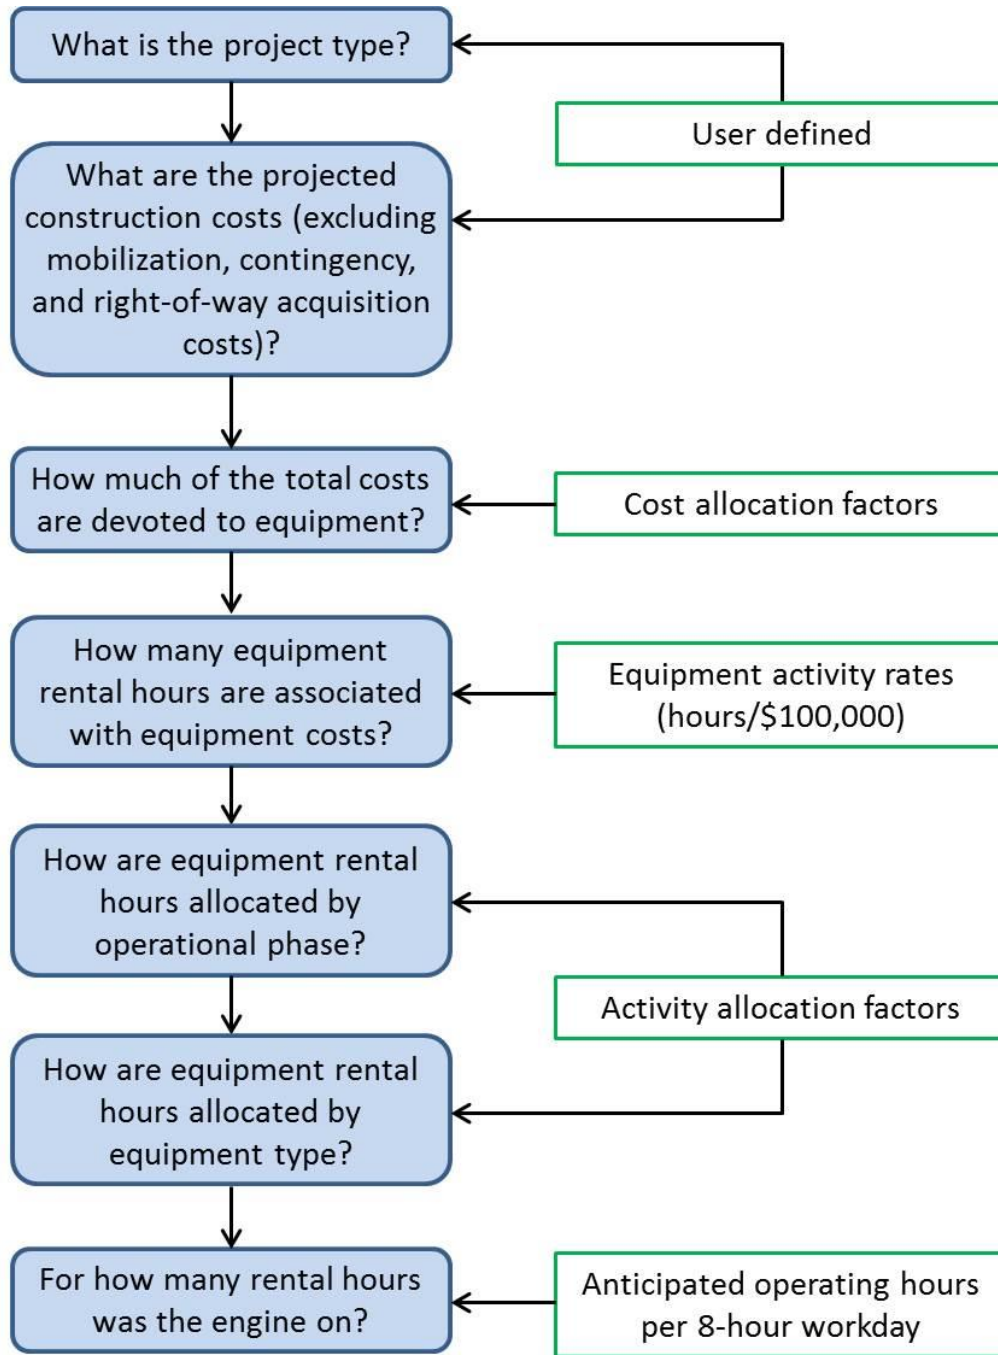 What is the project type?
User defined
What are the projected
construction costs (excluding
mobilization, contingency,
and right-of-way acquisition
costs)?
How much of the total costs
are devoted to equipment?
Cost allocation factors
How many equipment
rental hours are associated
with equipment costs?
Equipment activity rates
(hours/$100,000)
How are equipment rental
hours allocated by
operational phase?
Activity allocation factors
How are equipment rental
hours allocated by
equipment type?
For how many rental hours
was the engine on?
Anticipated operating hours
per 8-hour workday